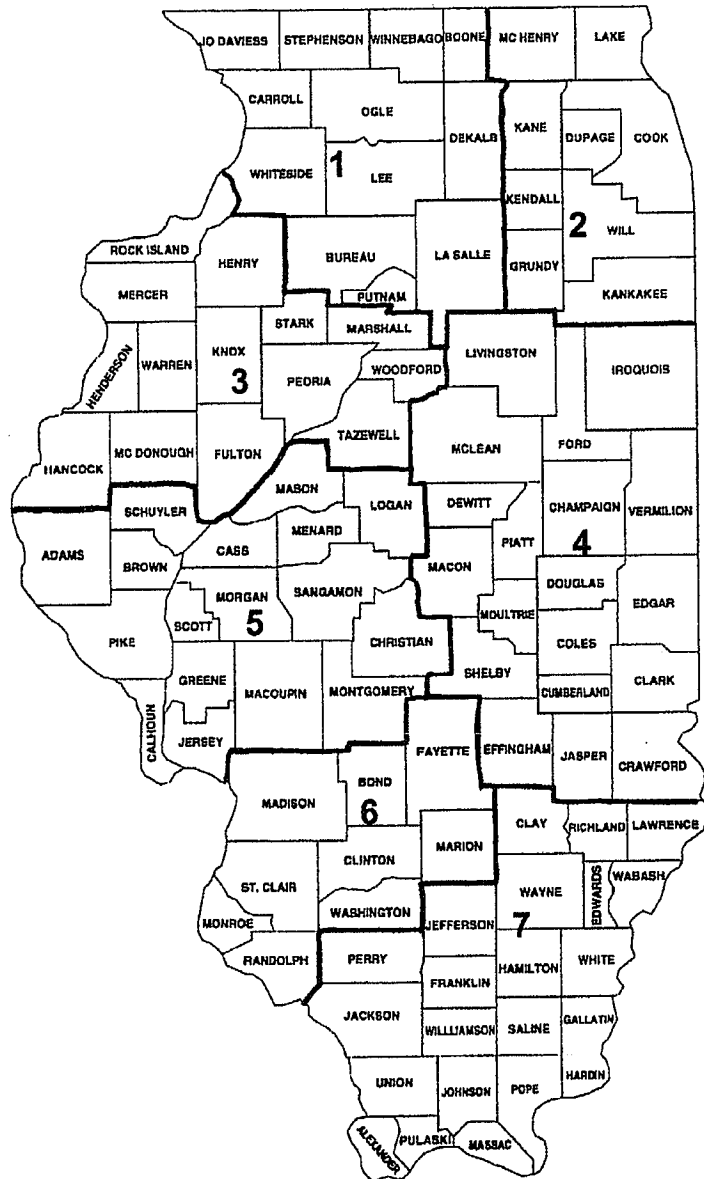 JO DAVIESS STEPHENSON WINNEBAGO BOONE MC HENRY LAKE
CARROLL OGLE DEKALB KANE DUPAGE COOK
WHITESIDE 1 LEE KENDALL 2 WILL
ROCK ISLAND HENRY BUREAU LA SALLE GRUNDY
MERCER PUTNAM KANKAKEE
HENDERSON WARREN KNOX STARK MARSHALL LIVINGSTON IROQUOIS
3 PEORIA WOODFORD
HANCOCK MC DONOUGH FULTON TAZEWELL MCLEAN FORD
ADAMS SCHUYLER MASON LOGAN DEWITT CHAMPAIGN VERMILION
BROWN CASS MENARD MACON PIATT 4
PIKE SCOTT MORGAN SANGAMON MOULTRIE DOUGLAS EDGAR
5 CHRISTIAN COLES
GREENE MACOUPIN MONTGOMERY SHELBY CUMBERLAND CLARK
CALHOUN JERSEY FAYETTE EFFINGHAM JASPER CRAWFORD
MADISON BOND
6 CLAY RICHLAND LAWRENCE
ST. CLAIR CLINTON MARION WAYNE EDWARDS WABASH
MONROE WASHINGTON JEFFERSON 7
RANDOLPH PERRY FRANKLIN HAMILTON WHITE
JACKSON WILLLIAMSON SALINE GALLATIN
UNION JOHNSON POPE HARDIN
ALEXANDER PULASKI MASSAC